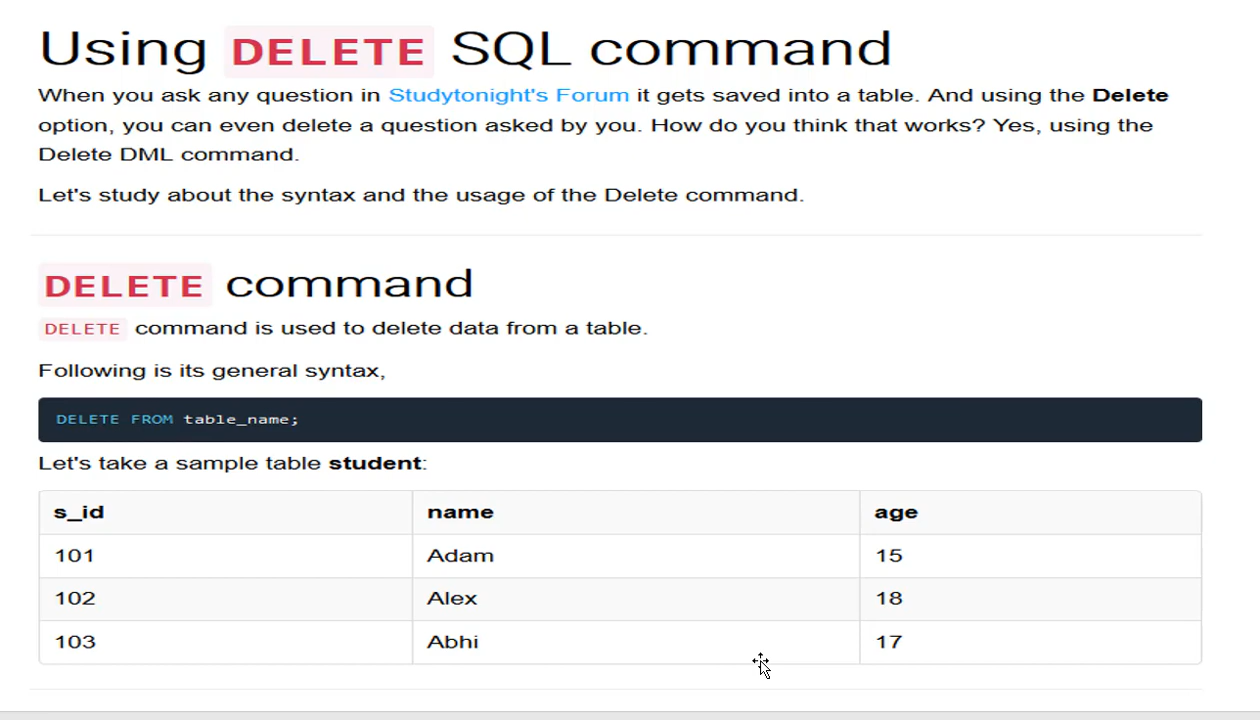 Using DELETE SQL command
When you ask any question in Studytonight's Forum it gets saved into a table. And using the Delete
option, you can even delete a question asked by you. How do you think that works? Yes, using the
Delete DML command.
Let's study about the syntax and the usage of the Delete command.
DELETE command
DELETE command is used to delete data from a table.
Following is its general syntax,
DELETE FROM table_name;
Let's take a sample table student:
s_id name age
101 Adam 15
102 Alex 18
103 Abhi 17